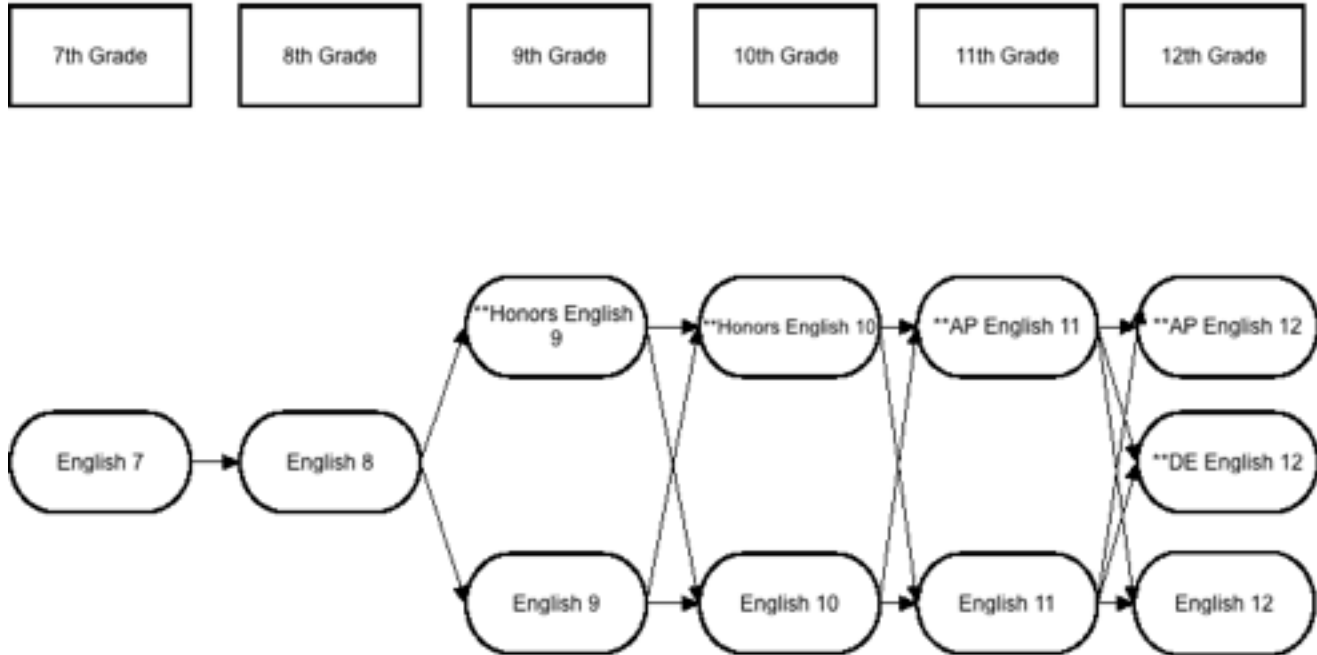 7th Grade
8th Grade
9th Grade
10th Grade
11th Grade
12th Grade
**Honors English
9
**Honors English 10
**AP English 11
**AP English 12
English 7
English 8
**DE English 12
English 9
English 10
English 11
English 12